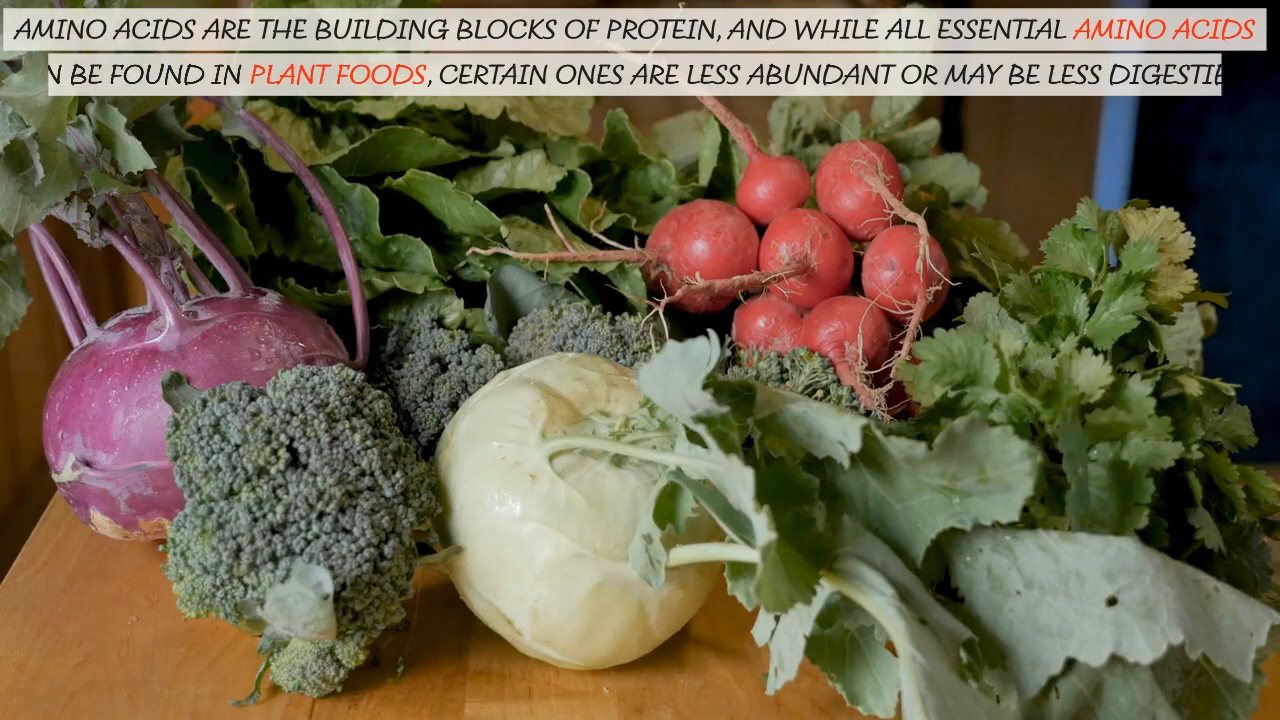 AMINO ACIDS ARE THE BUILDING BLOCKS OF PROTEIN, AND WHILE ALL ESSENTIAL AMINO ACIDS
BE FOUND IN PLANT FOODS, CERTAIN ONES ARE LESS ABUNDANT OR MAY BE LESS